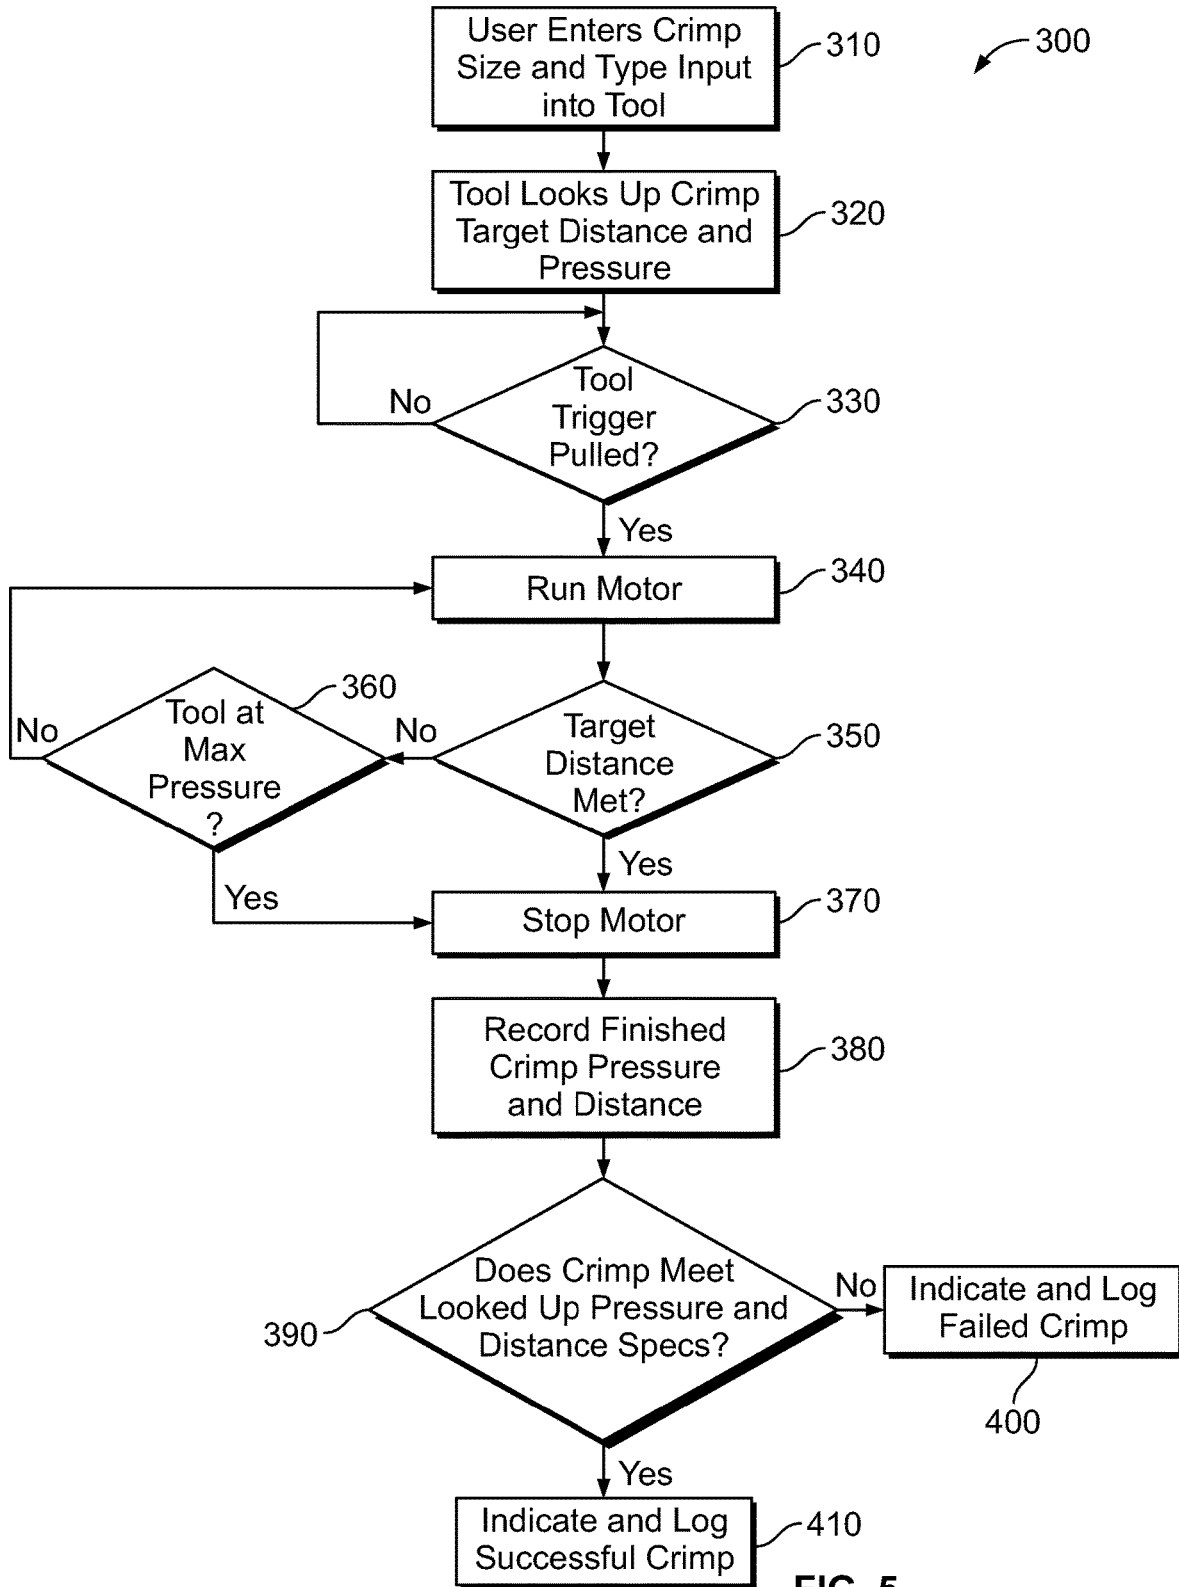 User Enters Crimp
Size and Type Input
into Tool
310
300
Tool Looks Up Crimp
Target Distance and
Pressure
320
Tool
Trigger
Pulled?
No
330
Yes
Run Motor
340
Tool at
Max
Pressure
?
360
No
No
Target
Distance
Met?
350
Yes
Yes
Stop Motor
370
Record Finished
Crimp Pressure
and Distance
380
Does Crimp Meet
Looked Up Pressure and
Distance Specs?
390
No
Indicate and Log
Failed Crimp
400
Yes
Indicate and Log
Successful Crimp
410
FIG. 5